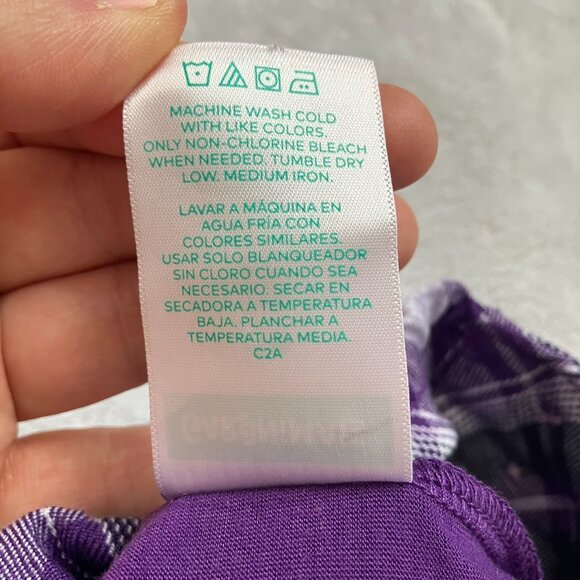 MACHINE WASH COLD
WITH LIKE COLORS.
ONLY NON-CHLORINE BLEACH
WHEN NEEDED. TUMBLE DRY
LOW. MEDIUM IRON.
LAVAR A MÁQUINA EN
AGUA FRÍA CON
COLORES SIMILARES.
USAR SOLO BLANQUEADOR
SIN CLORO CUANDO SEA
NECESARIO. SECAR EN
SECADORA A TEMPERATURA
BAJA. PLANCHAR A
TEMPERATURA MEDIA.
C2A